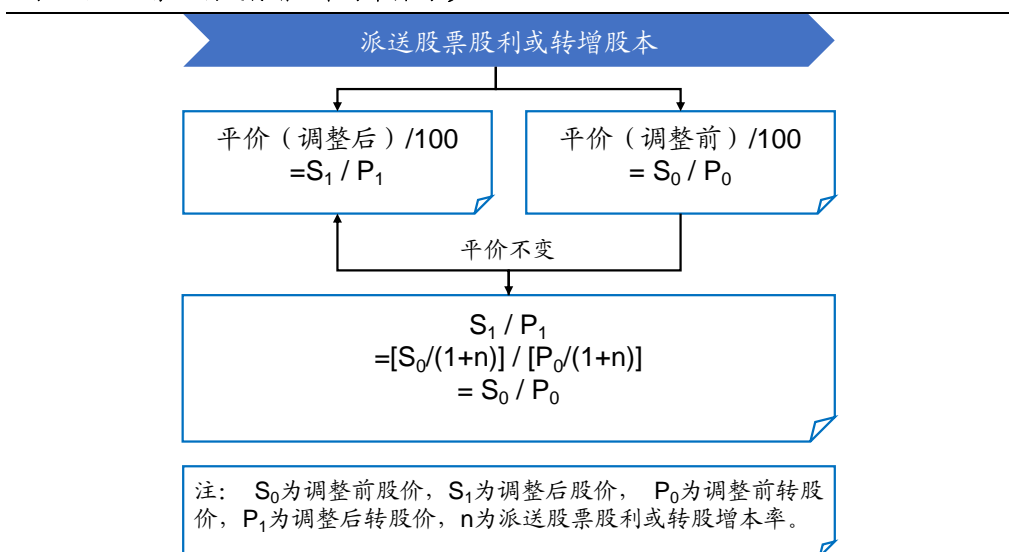 派送股票股利或转增股本
平价（调整后）/100
=S₁ / P₁
平价（调整前）/100
= S₀ / P₀
平价不变
S₁ / P₁
=[S₀/(1+n)] / [P₀/(1+n)]
= S₀ / P₀
注： S₀为调整前股价，S₁为调整后股价， P₀为调整前转股
价，P₁为调整后转股价，n为派送股票股利或转股增本率。